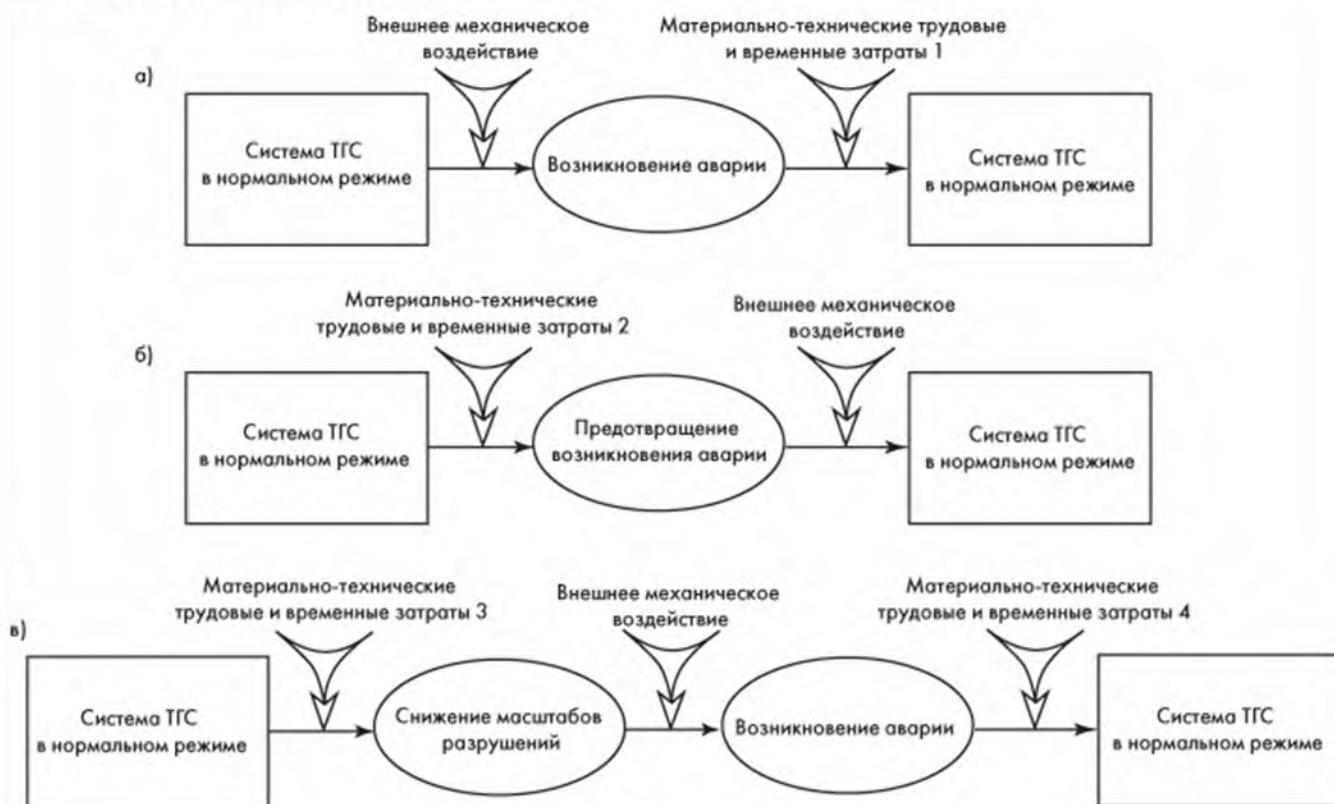 а)
Внешнее механическое
воздействие
Материально-технические трудовые
и временные затраты 1
Система ТГС
в нормальном режиме
Возникновение аварии
Система ТГС
в нормальном режиме
б)
Материально-технические
трудовые и временные затраты 2
Внешнее механическое
воздействие
Система ТГС
в нормальном режиме
Предотвращение
возникновения аварии
Система ТГС
в нормальном режиме
в)
Материально-технические
трудовые и временные затраты 3
Внешнее механическое
воздействие
Материально-технические
трудовые и временные затраты 4
Система ТГС
в нормальном режиме
Снижение масштабов
разрушений
Возникновение аварии
Система ТГС
в нормальном режиме